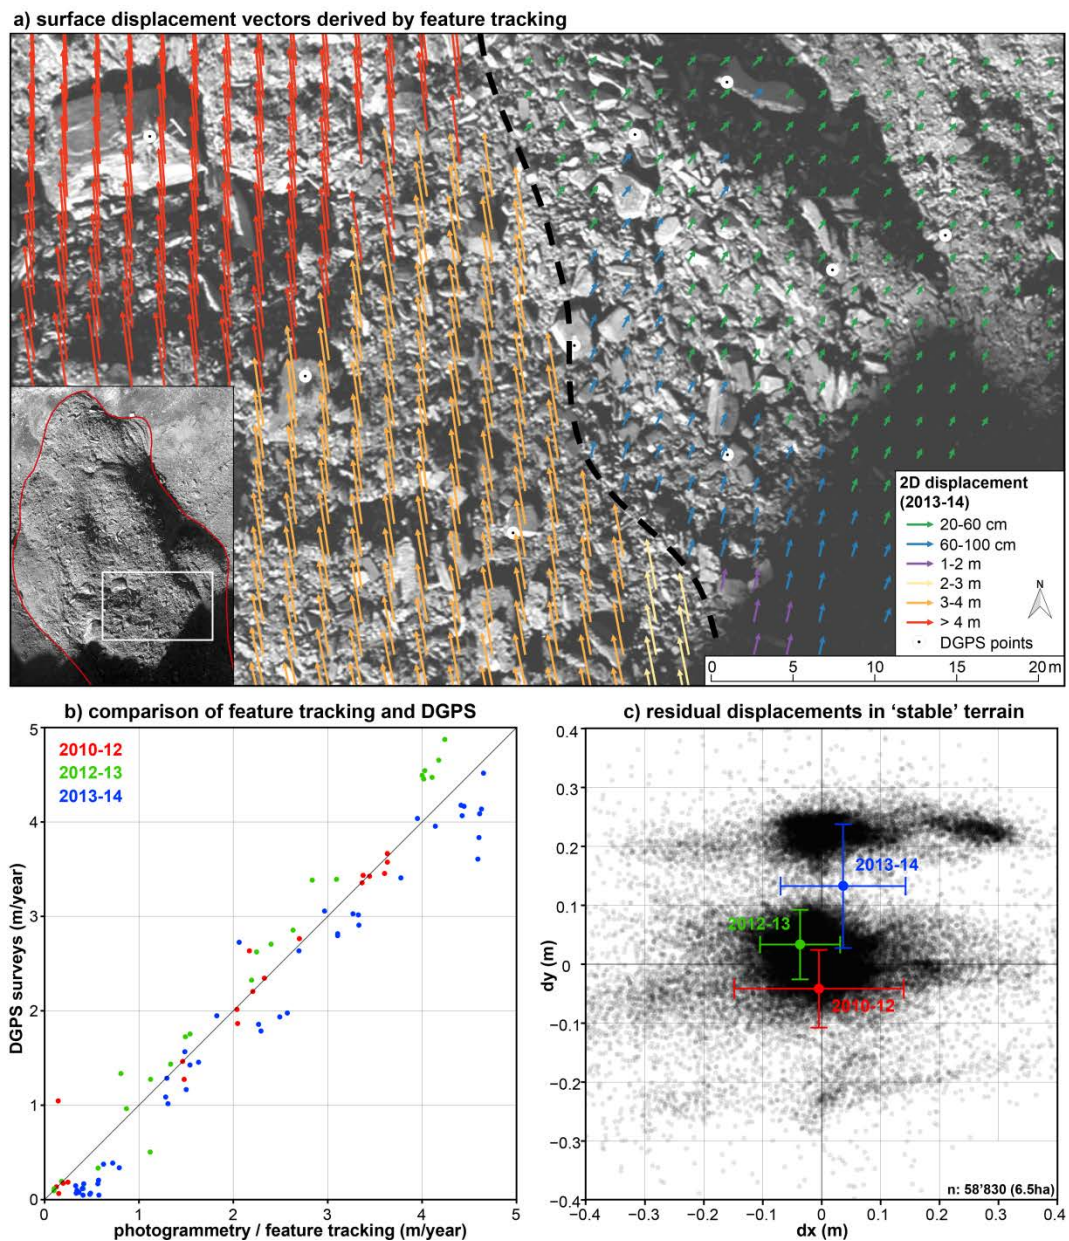 a) surface displacement vectors derived by feature tracking
2D displacement
(2013-14)
20-60 cm
60-100 cm
1-2 m
2-3 m
3-4 m
> 4 m
DGPS points
N
0 5 10 15 20 m
b) comparison of feature tracking and DGPS
2010-12
2012-13
2013-14
DGPS surveys (m/year)
5
4
3
2
1
0
0 1 2 3 4 5
photogrammetry / feature tracking (m/year)
c) residual displacements in ‘stable’ terrain
dy (m)
0.4
0.3
0.2
0.1
0
−0.1
−0.2
−0.3
−0.4
2013-14
2012-13
2010-12
n: 58’830 (6.5ha)
−0.4 −0.3 −0.2 −0.1 0 0.1 0.2 0.3 0.4
dx (m)